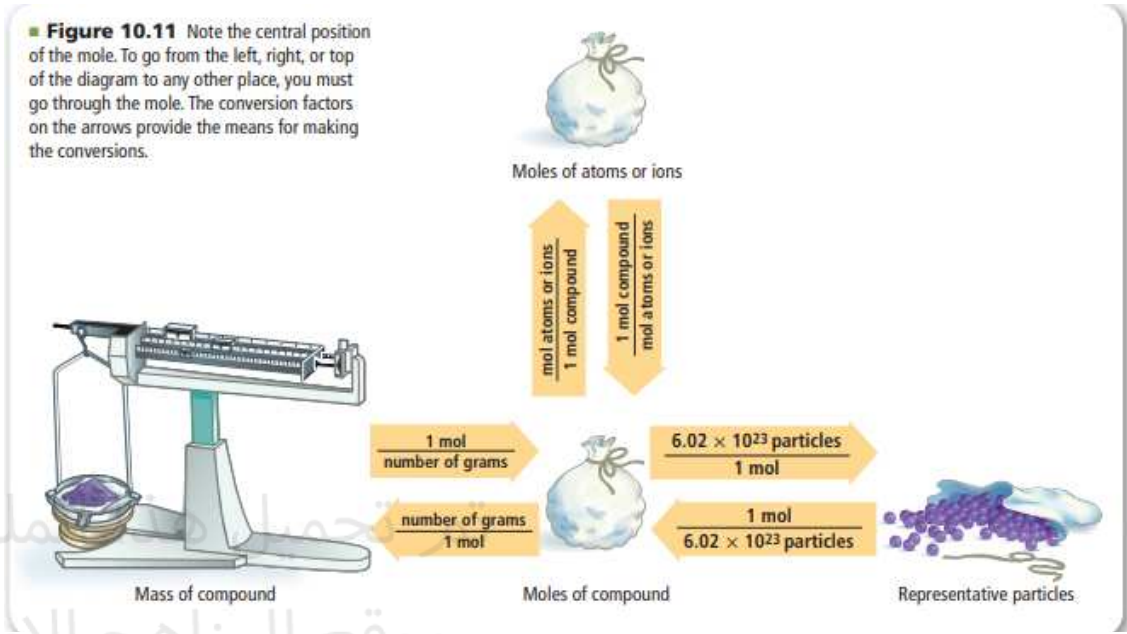 ■ Figure 10.11 Note the central position
of the mole. To go from the left, right, or top
of the diagram to any other place, you must
go through the mole. The conversion factors
on the arrows provide the means for making
the conversions.
Moles of atoms or ions
mol atoms or ions
1 mol compound
1 mol compound
mol atoms or ions
1 mol
number of grams
6.02 × 10²³ particles
1 mol
number of grams
1 mol
1 mol
6.02 × 10²³ particles
Mass of compound
Moles of compound
Representative particles